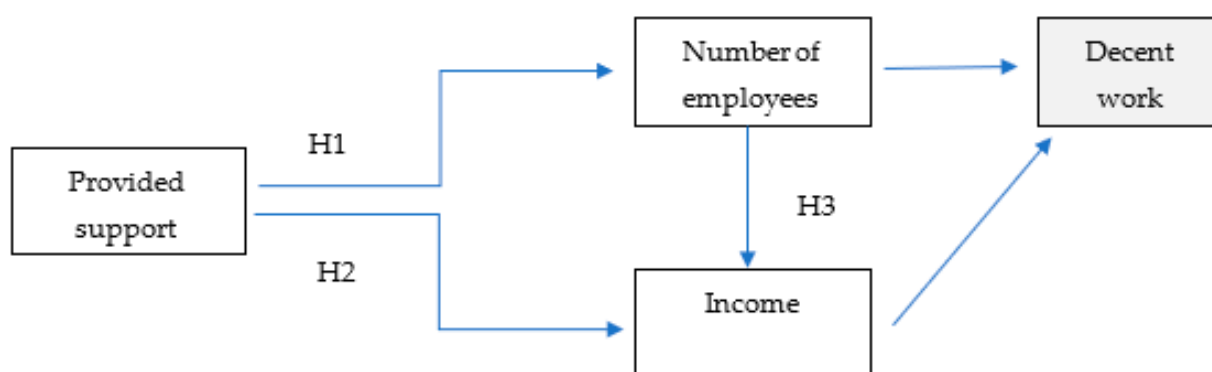 Number of
employees
Decent
work
H1
Provided
support
H3
H2
Income